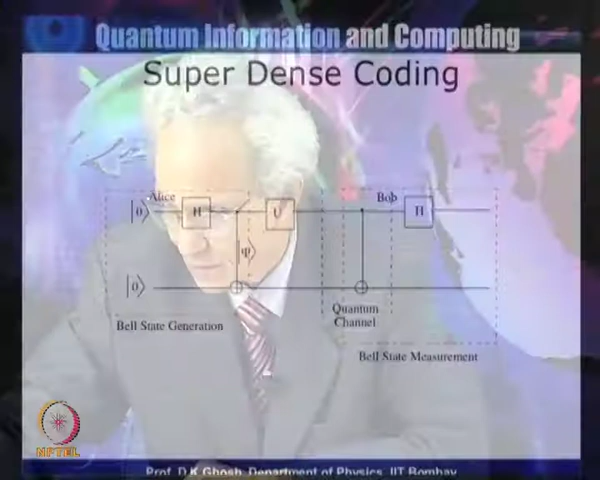 Quantum Information and Computing
Super Dense Coding
Alice
Bob
|0⟩ H U H
|ψ⟩
|0⟩
Quantum
Channel
Bell State Generation
Bell State Measurement
NPTEL
Prof. D.K Ghosh, Department of Physics, IIT Bombay